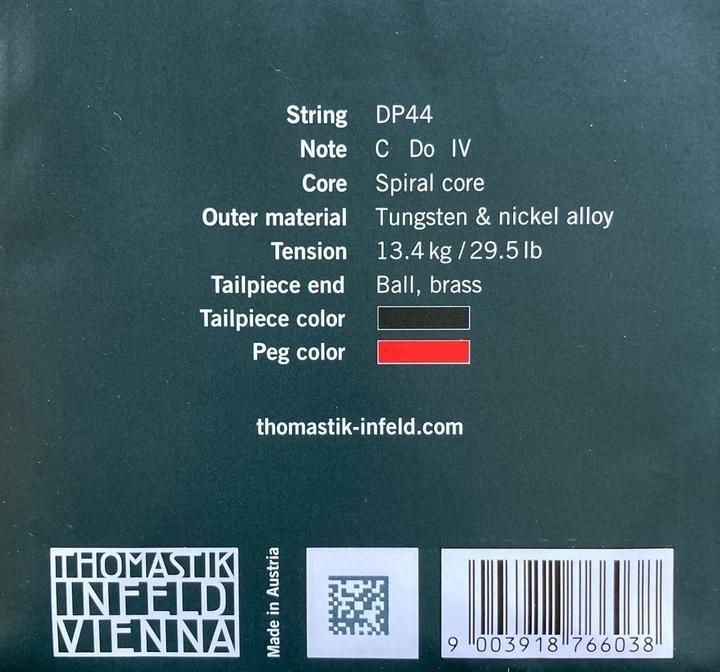 String DP44
Note C Do IV
Core Spiral core
Outer material Tungsten & nickel alloy
Tension 13.4 kg / 29.5 lb
Tailpiece end Ball, brass
Tailpiece color
Peg color
thomastik-infeld.com
THOMASTIK
INFELD
VIENNA
Made in Austria
9 003918 766038